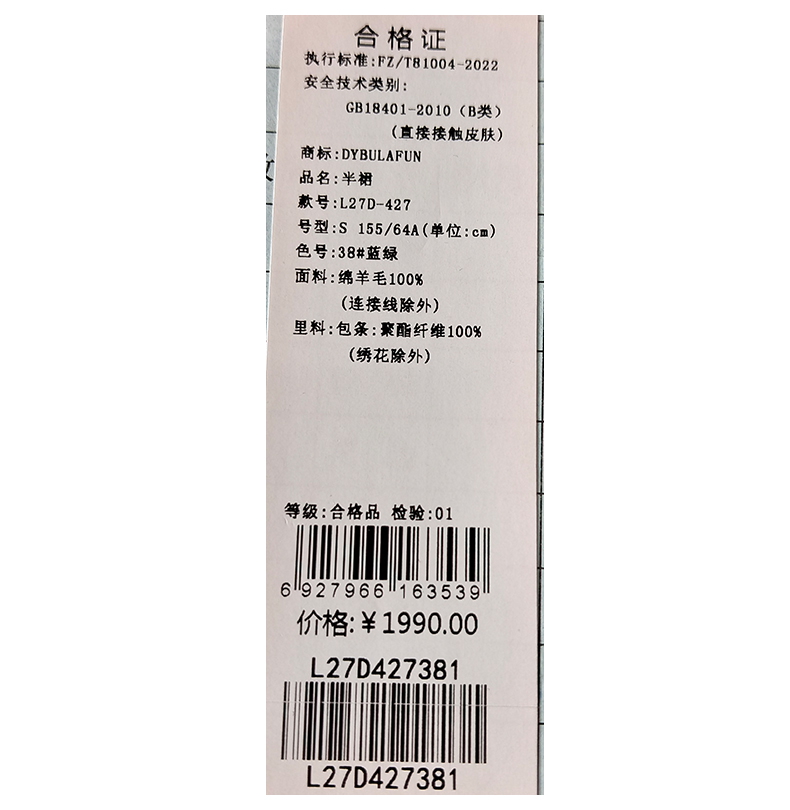 合格证
执行标准:FZ/T81004-2022
安全技术类别:
GB18401-2010（B类）
(直接接触皮肤)
商标:DYBULAFUN
品名:半裙
款号:L27D-427
号型:S 155/64A(单位:cm)
色号:38#蓝绿
面料:绵羊毛100%
(连接线除外)
里料:包条:聚酯纤维100%
(绣花除外)
等级:合格品 检验:01
6 927966 163539
价格:￥1990.00
L27D427381
L27D427381